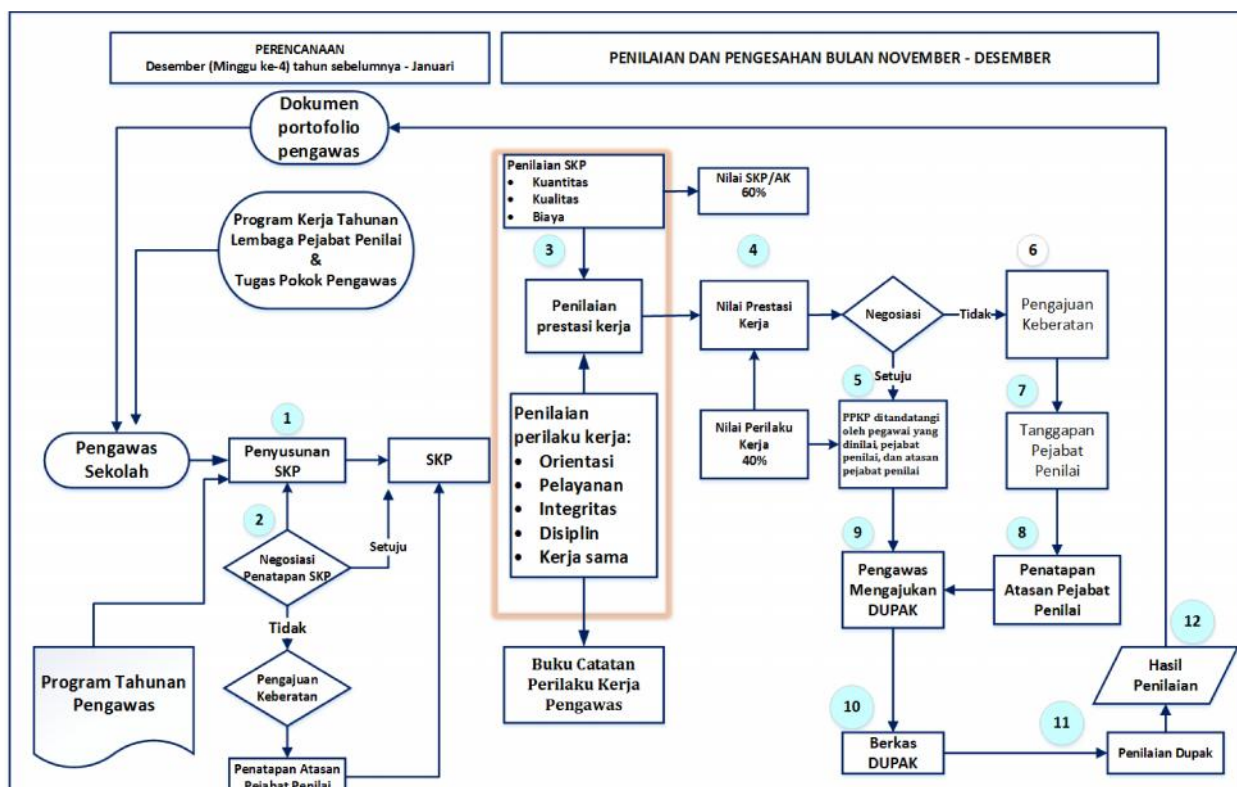 PERENCANAAN
Desember (Minggu ke-4) tahun sebelumnya - Januari
PENILAIAN DAN PENGESAHAN BULAN NOVEMBER - DESEMBER
Dokumen
portofolio
pengawas
Program Kerja Tahunan
Lembaga Pejabat Penilai
&
Tugas Pokok Pengawas
Pengawas
Sekolah
1
Penyusunan
SKP
SKP
2
Negosiasi
Penatapan SKP
Setuju
Tidak
Pengajuan
Keberatan
Penatapan Atasan
Pejabat Penilai
Program Tahunan
Pengawas
Penilaian SKP
• Kuantitas
• Kualitas
• Biaya
Nilai SKP/AK
60%
3
Penilaian
prestasi kerja
Penilaian
perilaku kerja:
• Orientasi
• Pelayanan
• Integritas
• Disiplin
• Kerja sama
Buku Catatan
Perilaku Kerja
Pengawas
4
Nilai Prestasi
Kerja
Nilai Perilaku
Kerja
40%
Negosiasi
Tidak
Setuju
5
PPKP ditandatangi
oleh pegawai yang
dinilai, pejabat
penilai, dan atasan
pejabat penilai
6
Pengajuan
Keberatan
7
Tanggapan
Pejabat
Penilai
8
Penatapan
Atasan Pejabat
Penilai
9
Pengawas
Mengajukan
DUPAK
10
Berkas
DUPAK
11
Penilaian Dupak
12
Hasil
Penilaian